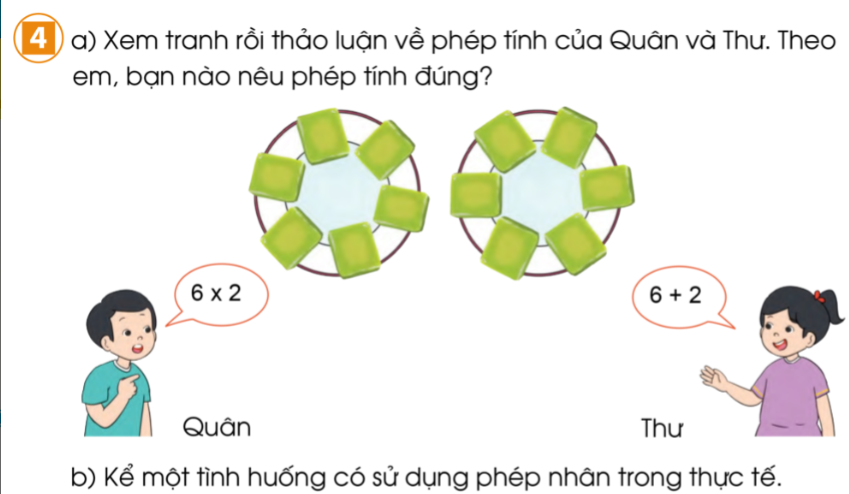 4 a) Xem tranh rồi thảo luận về phép tính của Quân và Thư. Theo
em, bạn nào nêu phép tính đúng?
6 x 2
6 + 2
Quân
Thư
b) Kể một tình huống có sử dụng phép nhân trong thực tế.